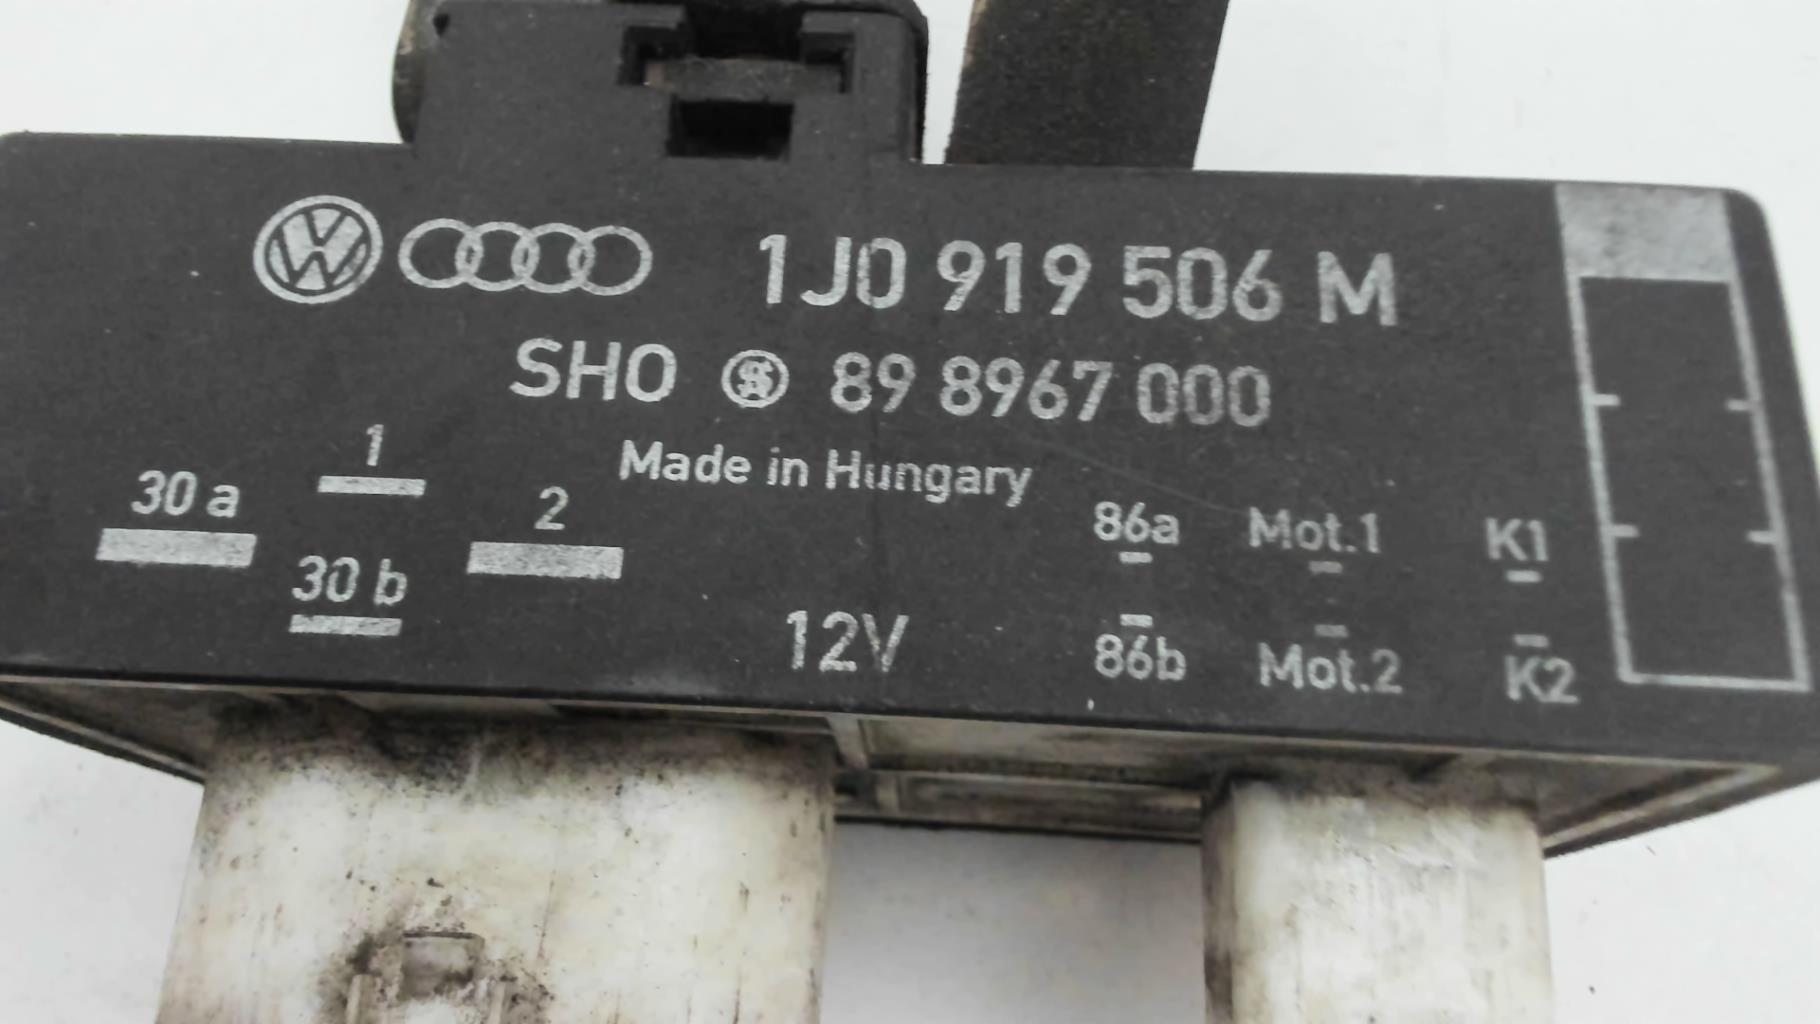 1J0 919 506 M
SHO 89 8967 000
Made in Hungary
1
30 a
2
30 b
12V
86a Mot.1 K1
86b Mot.2 K2